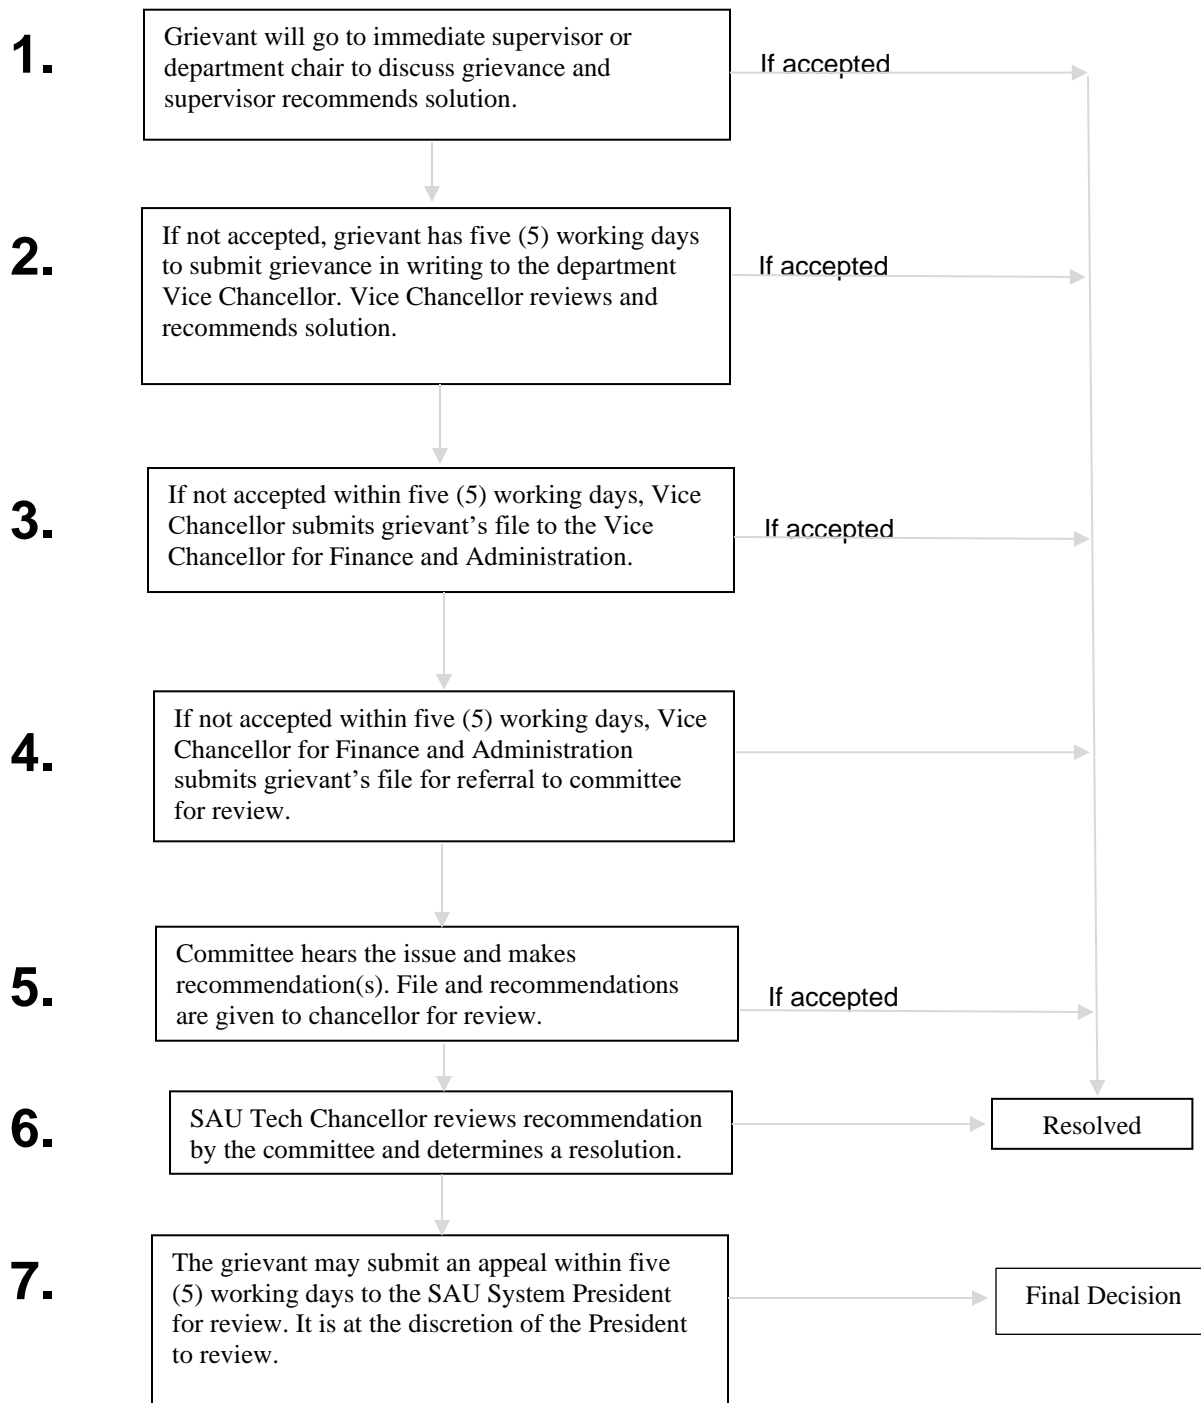 1.
Grievant will go to immediate supervisor or
department chair to discuss grievance and
supervisor recommends solution.
If accepted
2.
If not accepted, grievant has five (5) working days
to submit grievance in writing to the department
Vice Chancellor. Vice Chancellor reviews and
recommends solution.
If accepted
3.
If not accepted within five (5) working days, Vice
Chancellor submits grievant’s file to the Vice
Chancellor for Finance and Administration.
If accepted
4.
If not accepted within five (5) working days, Vice
Chancellor for Finance and Administration
submits grievant’s file for referral to committee
for review.
5.
Committee hears the issue and makes
recommendation(s). File and recommendations
are given to chancellor for review.
If accepted
6.
SAU Tech Chancellor reviews recommendation
by the committee and determines a resolution.
Resolved
7.
The grievant may submit an appeal within five
(5) working days to the SAU System President
for review. It is at the discretion of the President
to review.
Final Decision